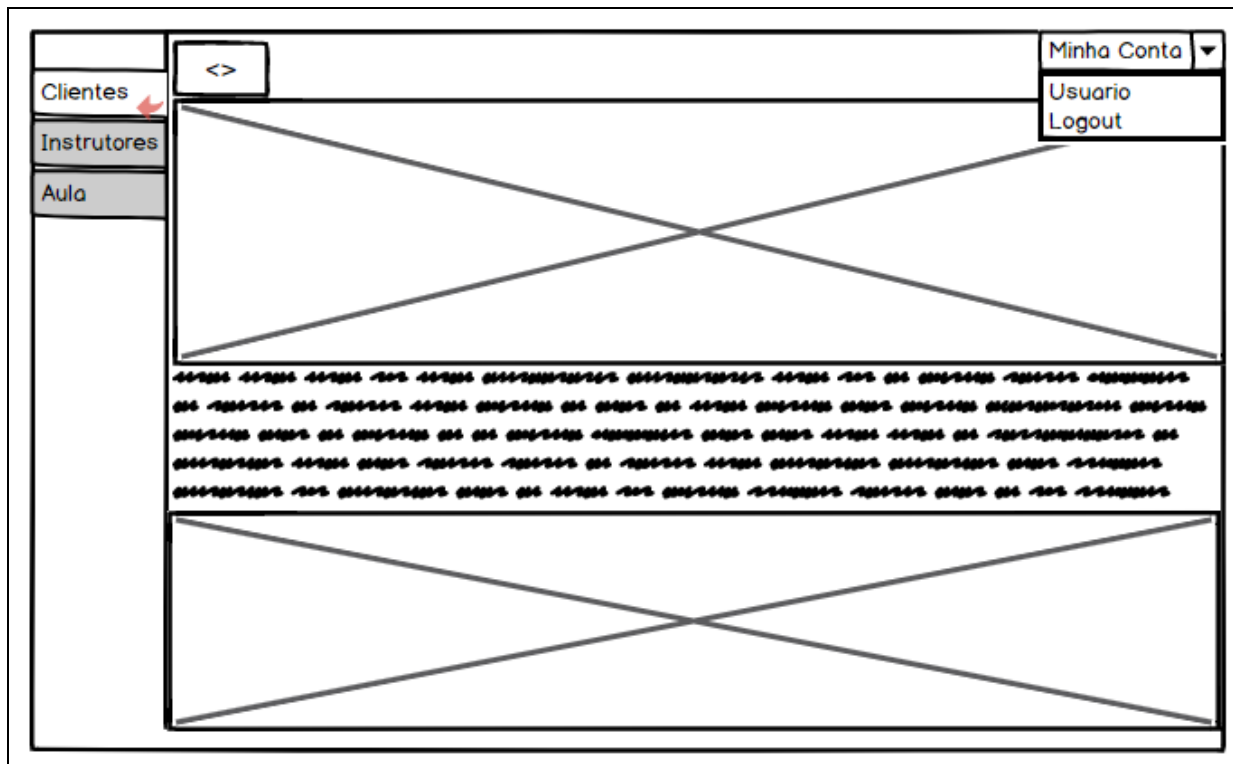 <>
Minha Conta
Usuario
Logout
Clientes
Instrutores
Aula